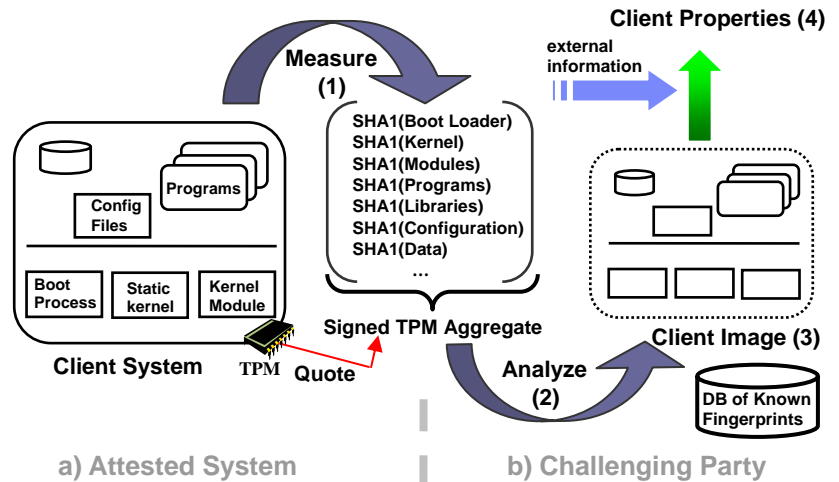 Client Properties (4)
external
information
Measure
(1)
SHA1(Boot Loader)
SHA1(Kernel)
SHA1(Modules)
SHA1(Programs)
SHA1(Libraries)
SHA1(Configuration)
SHA1(Data)
...
Programs
Config
Files
Boot
Process
Static
kernel
Kernel
Module
Signed TPM Aggregate
Client System
TPM
Quote
Analyze
(2)
Client Image (3)
DB of Known
Fingerprints
a) Attested System
b) Challenging Party